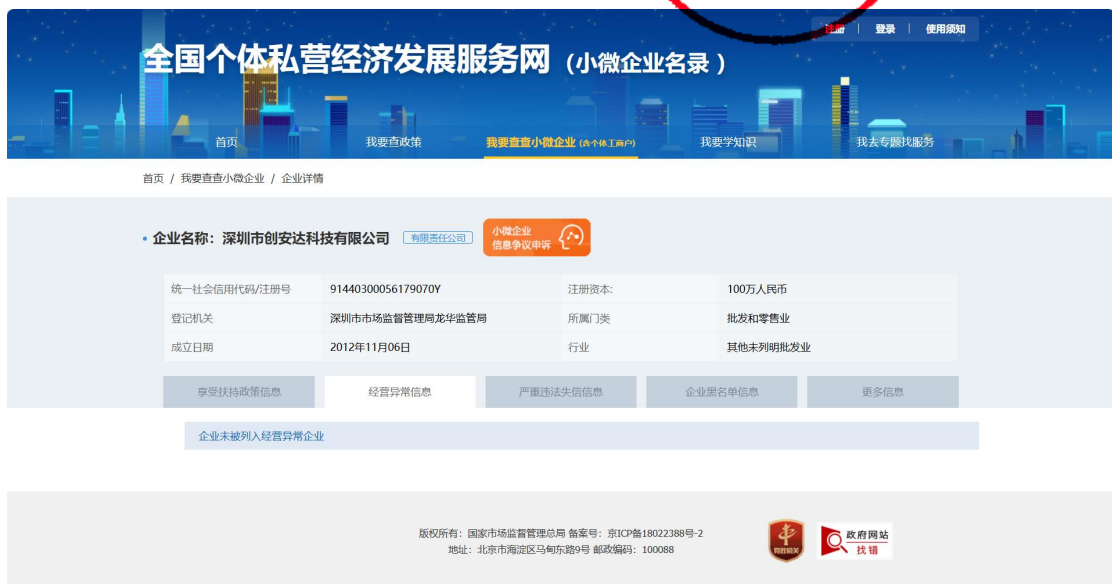 注册 | 登录 | 使用须知
全国个体私营经济发展服务网（小微企业名录）
首页 我要查政策 我要查查小微企业 (含个体工商户) 我要学知识 我去专题找服务
首页 / 我要查查小微企业 / 企业详情
• 企业名称：深圳市创安达科技有限公司 有限责任公司 小微企业
信息争议申诉
统一社会信用代码/注册号 91440300056179070Y 注册资本: 100万人民币
登记机关 深圳市市场监督管理局龙华监管局 所属门类 批发和零售业
成立日期 2012年11月06日 行业 其他未列明批发业
享受扶持政策信息 经营异常信息 严重违法失信信息 企业黑名单信息 更多信息
企业未被列入经营异常企业
版权所有：国家市场监督管理总局 备案号：京ICP备18022388号-2
地址：北京市海淀区马甸东路9号 邮政编码：100088
党政机关
政府网站
找错